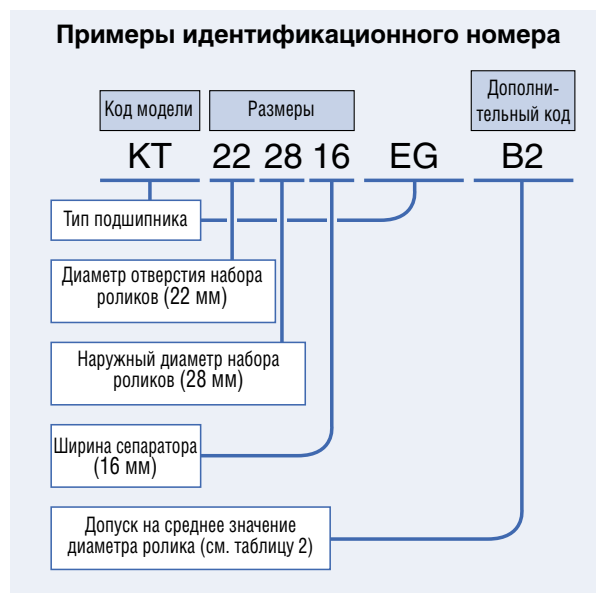 Примеры идентификационного номера
Код модели
Размеры
Дополни-
тельный код
KT 22 28 16 EG B2
Тип подшипника
Диаметр отверстия набора
роликов (22 мм)
Наружный диаметр набора
роликов (28 мм)
Ширина сепаратора
(16 мм)
Допуск на среднее значение
диаметра ролика (см. таблицу 2)